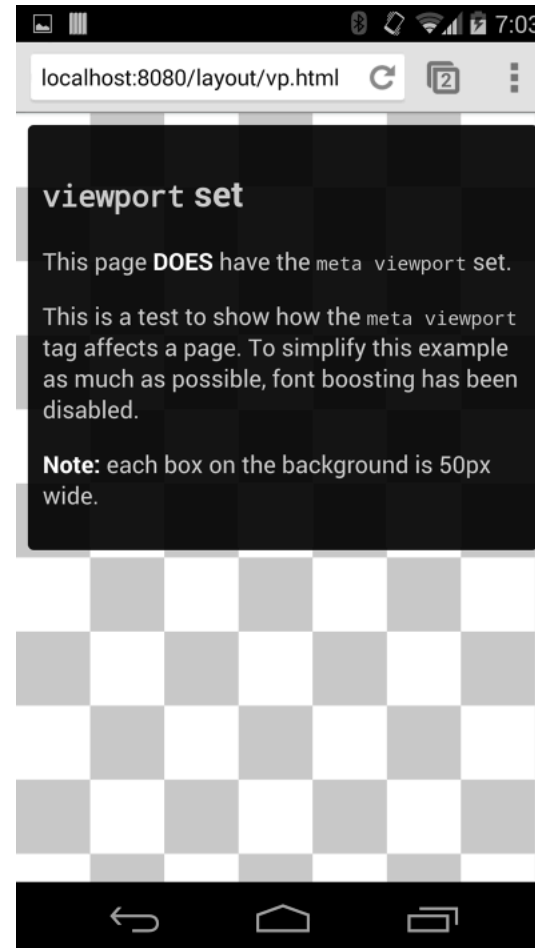 7:03
localhost:8080/layout/vp.html
2
viewport set
This page DOES have the meta viewport set.
This is a test to show how the meta viewport
tag affects a page. To simplify this example
as much as possible, font boosting has been
disabled.
Note: each box on the background is 50px
wide.